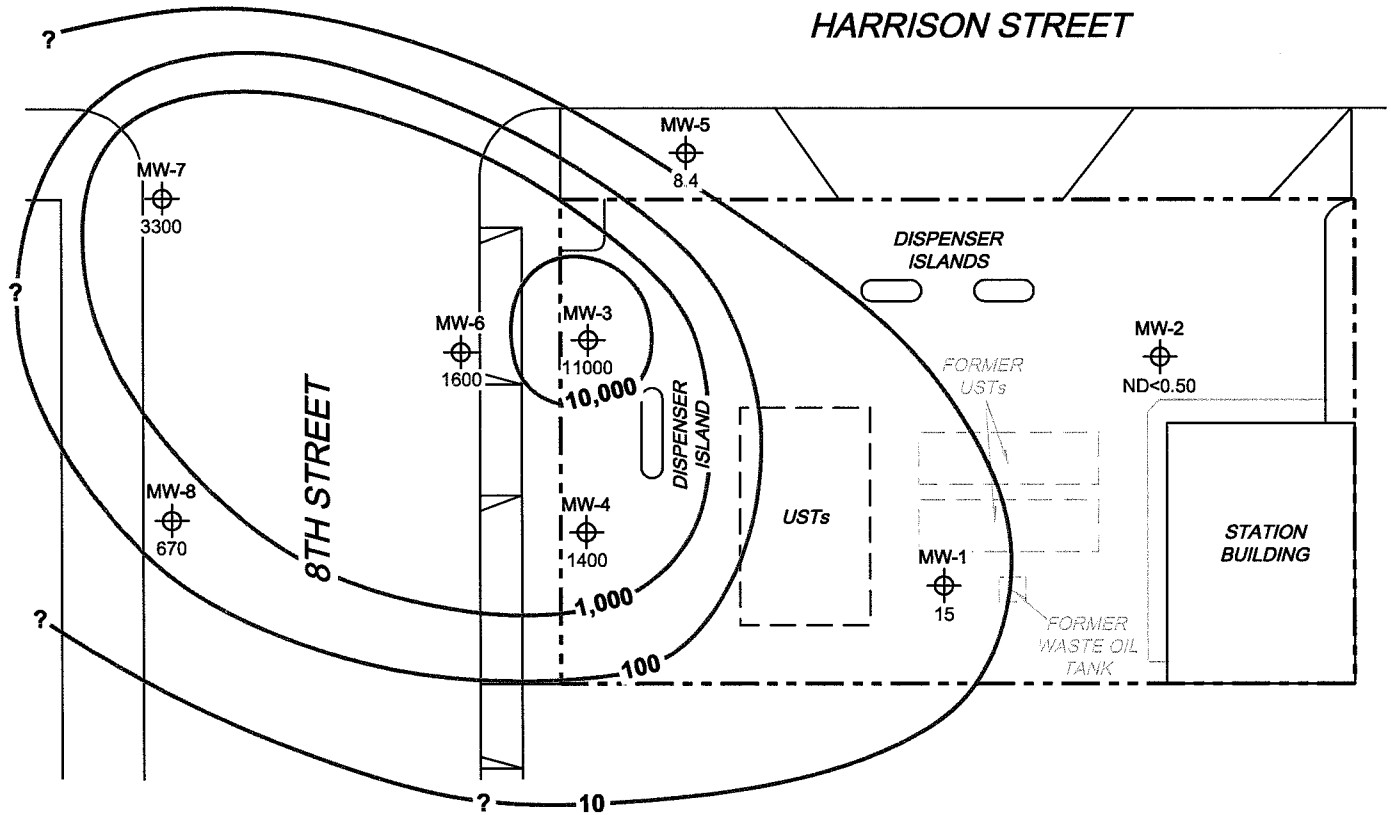 HARRISON STREET
?
MW-5
8.4
MW-7
3300
DISPENSER
ISLANDS
?
MW-6
1600
MW-3
11000
10,000
MW-2
ND<0.50
FORMER
USTs
8TH STREET
DISPENSER
ISLAND
MW-8
670
MW-4
1400
USTs
STATION
BUILDING
MW-1
15
1,000
?
FORMER
WASTE OIL
TANK
100
?
10